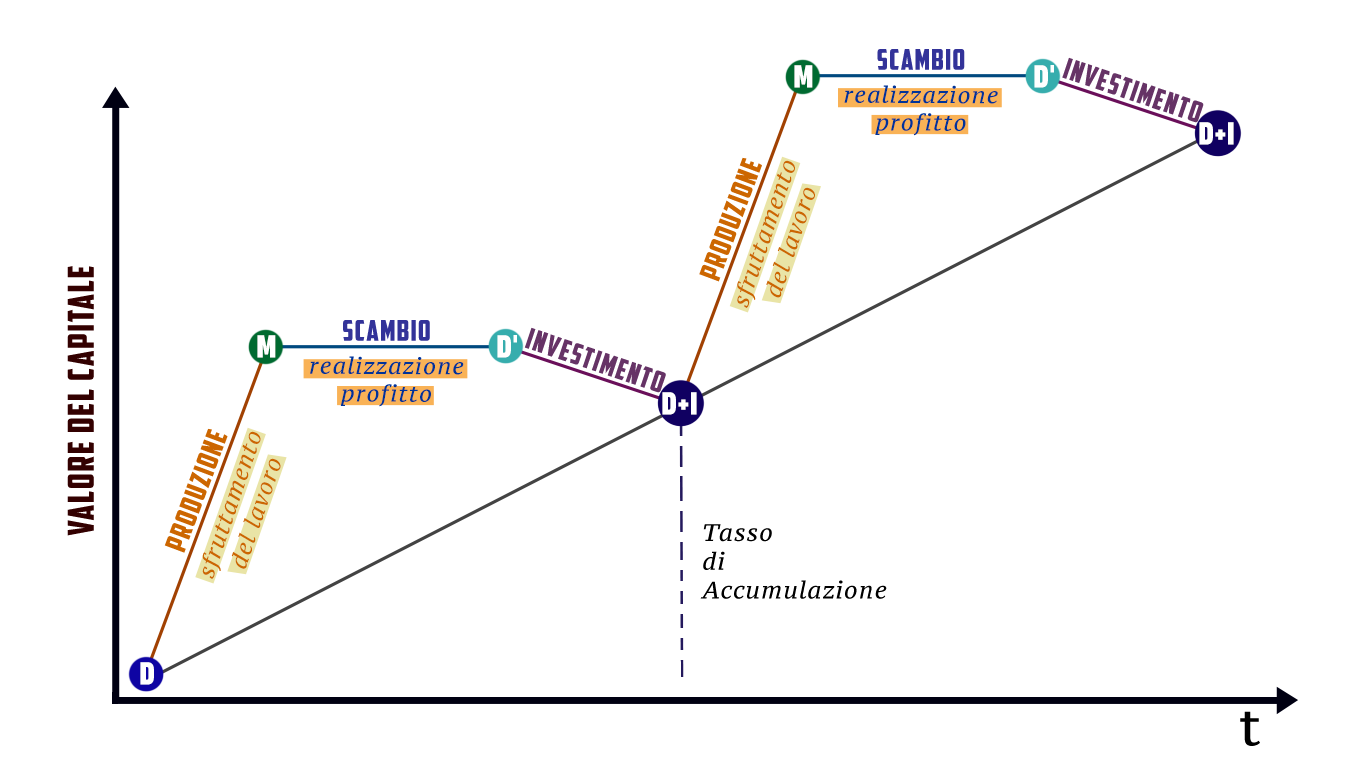 M
SCAMBIO
D'
INVESTIMENTO
D+I
realizzazione
profitto
PRODUZIONE
sfruttamento
del lavoro
VALORE DEL CAPITALE
M
SCAMBIO
D'
INVESTIMENTO
D+I
realizzazione
profitto
PRODUZIONE
sfruttamento
del lavoro
Tasso
di
Accumulazione
D
t